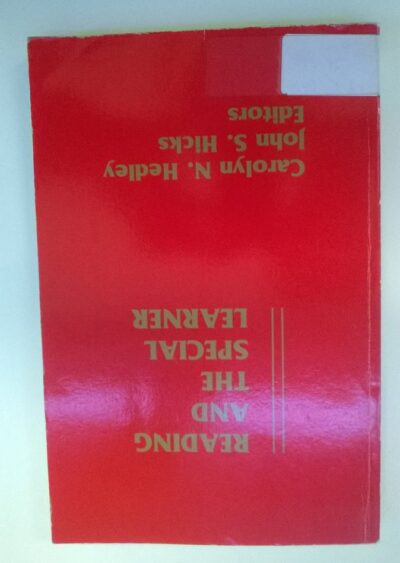 READING
AND
THE
SPECIAL
LEARNER
Carolyn N. Hedley
John S. Hicks
Editors